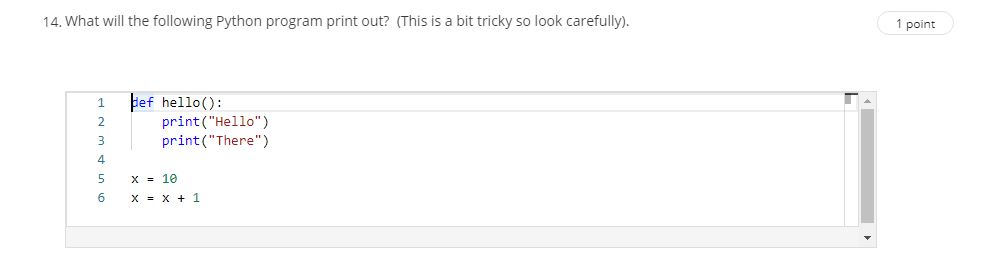 14. What will the following Python program print out? (This is a bit tricky so look carefully).
1 point
1 def hello():
2     print("Hello")
3     print("There")
4
5 x = 10
6 x = x + 1